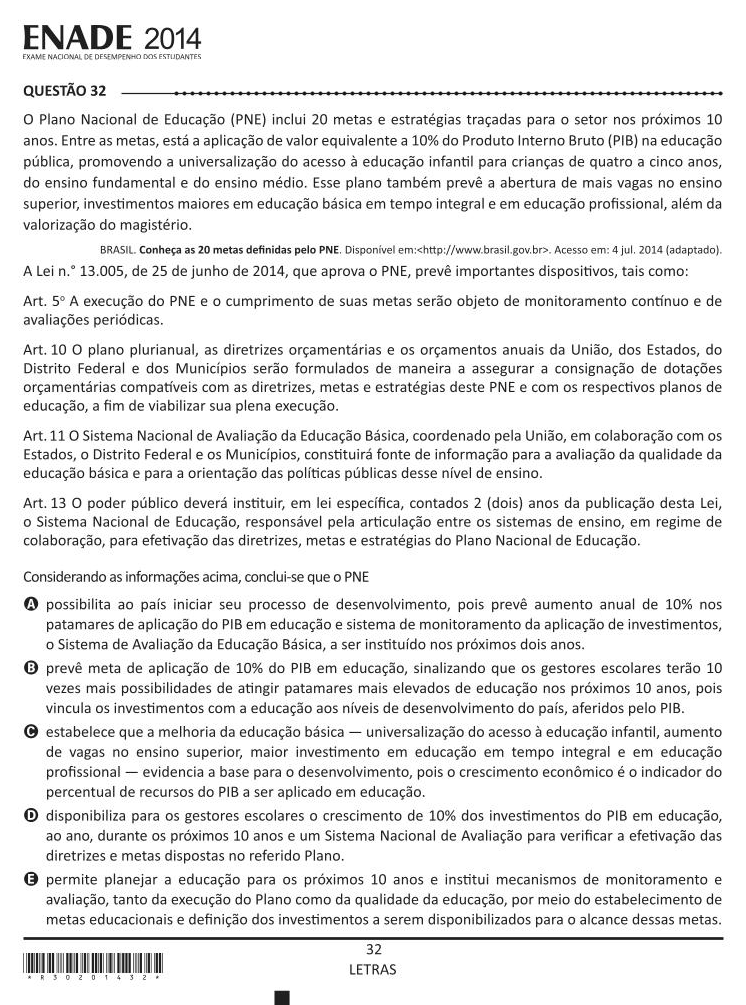 ENADE 2014
EXAME NACIONAL DE DESEMPENHO DOS ESTUDANTES
QUESTÃO 32
O Plano Nacional de Educação (PNE) inclui 20 metas e estratégias traçadas para o setor nos próximos 10
anos. Entre as metas, está a aplicação de valor equivalente a 10% do Produto Interno Bruto (PIB) na educação
pública, promovendo a universalização do acesso à educação infantil para crianças de quatro a cinco anos,
do ensino fundamental e do ensino médio. Esse plano também prevê a abertura de mais vagas no ensino
superior, investimentos maiores em educação básica em tempo integral e em educação profissional, além da
valorização do magistério.
BRASIL. Conheça as 20 metas definidas pelo PNE. Disponível em:<http://www.brasil.gov.br>. Acesso em: 4 jul. 2014 (adaptado).
A Lei n.° 13.005, de 25 de junho de 2014, que aprova o PNE, prevê importantes dispositivos, tais como:
Art. 5º A execução do PNE e o cumprimento de suas metas serão objeto de monitoramento contínuo e de
avaliações periódicas.
Art. 10 O plano plurianual, as diretrizes orçamentárias e os orçamentos anuais da União, dos Estados, do
Distrito Federal e dos Municípios serão formulados de maneira a assegurar a consignação de dotações
orçamentárias compatíveis com as diretrizes, metas e estratégias deste PNE e com os respectivos planos de
educação, a fim de viabilizar sua plena execução.
Art. 11 O Sistema Nacional de Avaliação da Educação Básica, coordenado pela União, em colaboração com os
Estados, o Distrito Federal e os Municípios, constituirá fonte de informação para a avaliação da qualidade da
educação básica e para a orientação das políticas públicas desse nível de ensino.
Art. 13 O poder público deverá instituir, em lei específica, contados 2 (dois) anos da publicação desta Lei,
o Sistema Nacional de Educação, responsável pela articulação entre os sistemas de ensino, em regime de
colaboração, para efetivação das diretrizes, metas e estratégias do Plano Nacional de Educação.
Considerando as informações acima, conclui-se que o PNE
A possibilita ao país iniciar seu processo de desenvolvimento, pois prevê aumento anual de 10% nos
patamares de aplicação do PIB em educação e sistema de monitoramento da aplicação de investimentos,
o Sistema de Avaliação da Educação Básica, a ser instituído nos próximos dois anos.
B prevê meta de aplicação de 10% do PIB em educação, sinalizando que os gestores escolares terão 10
vezes mais possibilidades de atingir patamares mais elevados de educação nos próximos 10 anos, pois
vincula os investimentos com a educação aos níveis de desenvolvimento do país, aferidos pelo PIB.
C estabelece que a melhoria da educação básica — universalização do acesso à educação infantil, aumento
de vagas no ensino superior, maior investimento em educação em tempo integral e em educação
profissional — evidencia a base para o desenvolvimento, pois o crescimento econômico é o indicador do
percentual de recursos do PIB a ser aplicado em educação.
D disponibiliza para os gestores escolares o crescimento de 10% dos investimentos do PIB em educação,
ao ano, durante os próximos 10 anos e um Sistema Nacional de Avaliação para verificar a efetivação das
diretrizes e metas dispostas no referido Plano.
E permite planejar a educação para os próximos 10 anos e institui mecanismos de monitoramento e
avaliação, tanto da execução do Plano como da qualidade da educação, por meio do estabelecimento de
metas educacionais e definição dos investimentos a serem disponibilizados para o alcance dessas metas.
32
LETRAS
* R 3 0 2 0 1 4 3 2 *